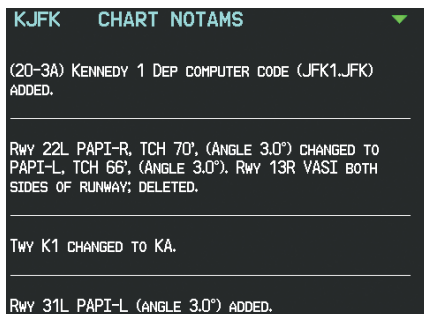 KJFK CHART NOTAMS
(20-3A) KENNEDY 1 DEP COMPUTER CODE (JFK1.JFK)
ADDED.
RWY 22L PAPI-R, TCH 70', (ANGLE 3.0°) CHANGED TO
PAPI-L, TCH 66', (ANGLE 3.0°). RWY 13R VASI BOTH
SIDES OF RUNWAY; DELETED.
TWY K1 CHANGED TO KA.
RWY 31L PAPI-L (ANGLE 3.0°) ADDED.